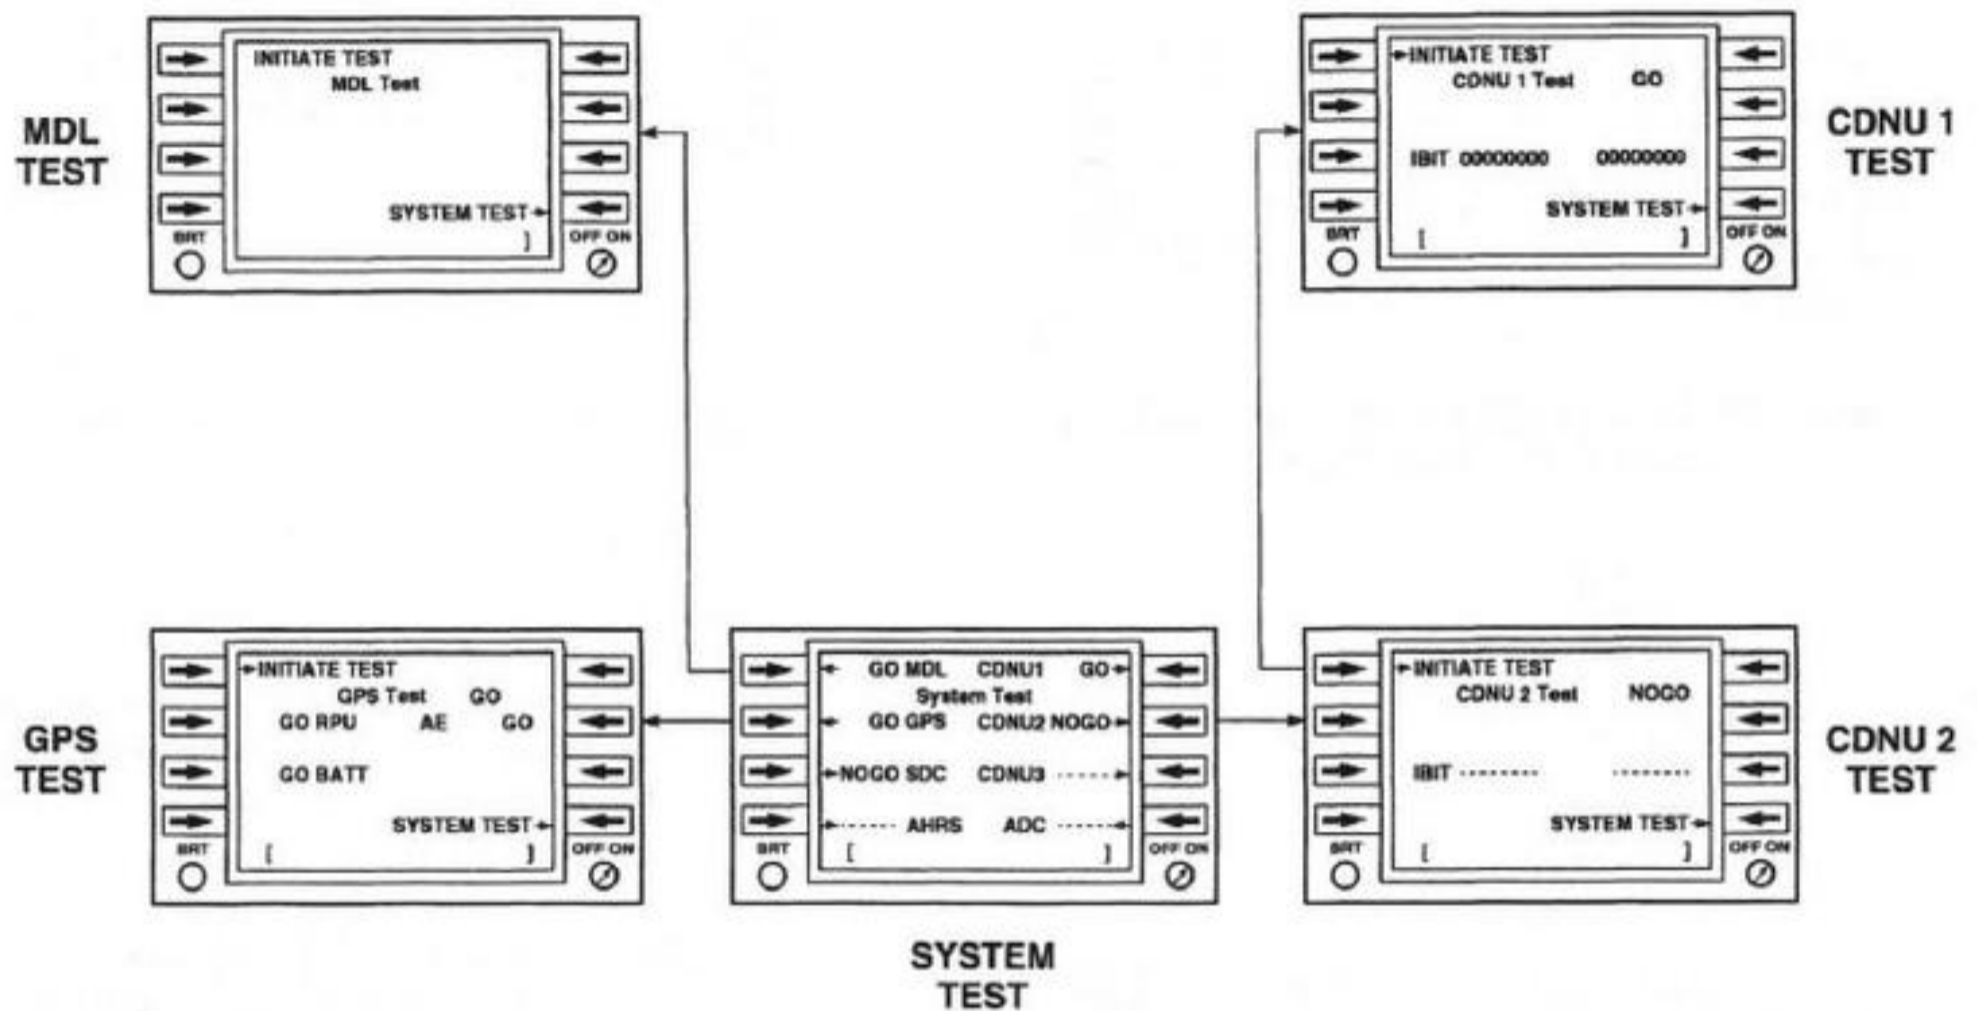 MDL
TEST
INITIATE TEST
MDL Test
SYSTEM TEST
]
BRT
OFF ON
CDNU 1
TEST
INITIATE TEST
CDNU 1 Test GO
IBIT 00000000 00000000
SYSTEM TEST
[ ]
BRT
OFF ON
GPS
TEST
INITIATE TEST
GPS Test GO
GO RPU AE GO
GO BATT
SYSTEM TEST
[ ]
BRT
OFF ON
GO MDL CDNU1 GO
System Test
GO GPS CDNU2 NOGO
NOGO SDC CDNU3 ------
------ AHRS ADC ------
[ ]
BRT
OFF ON
SYSTEM
TEST
INITIATE TEST
CDNU 2 Test NOGO
IBIT -------- --------
SYSTEM TEST
[ ]
BRT
OFF ON
CDNU 2
TEST